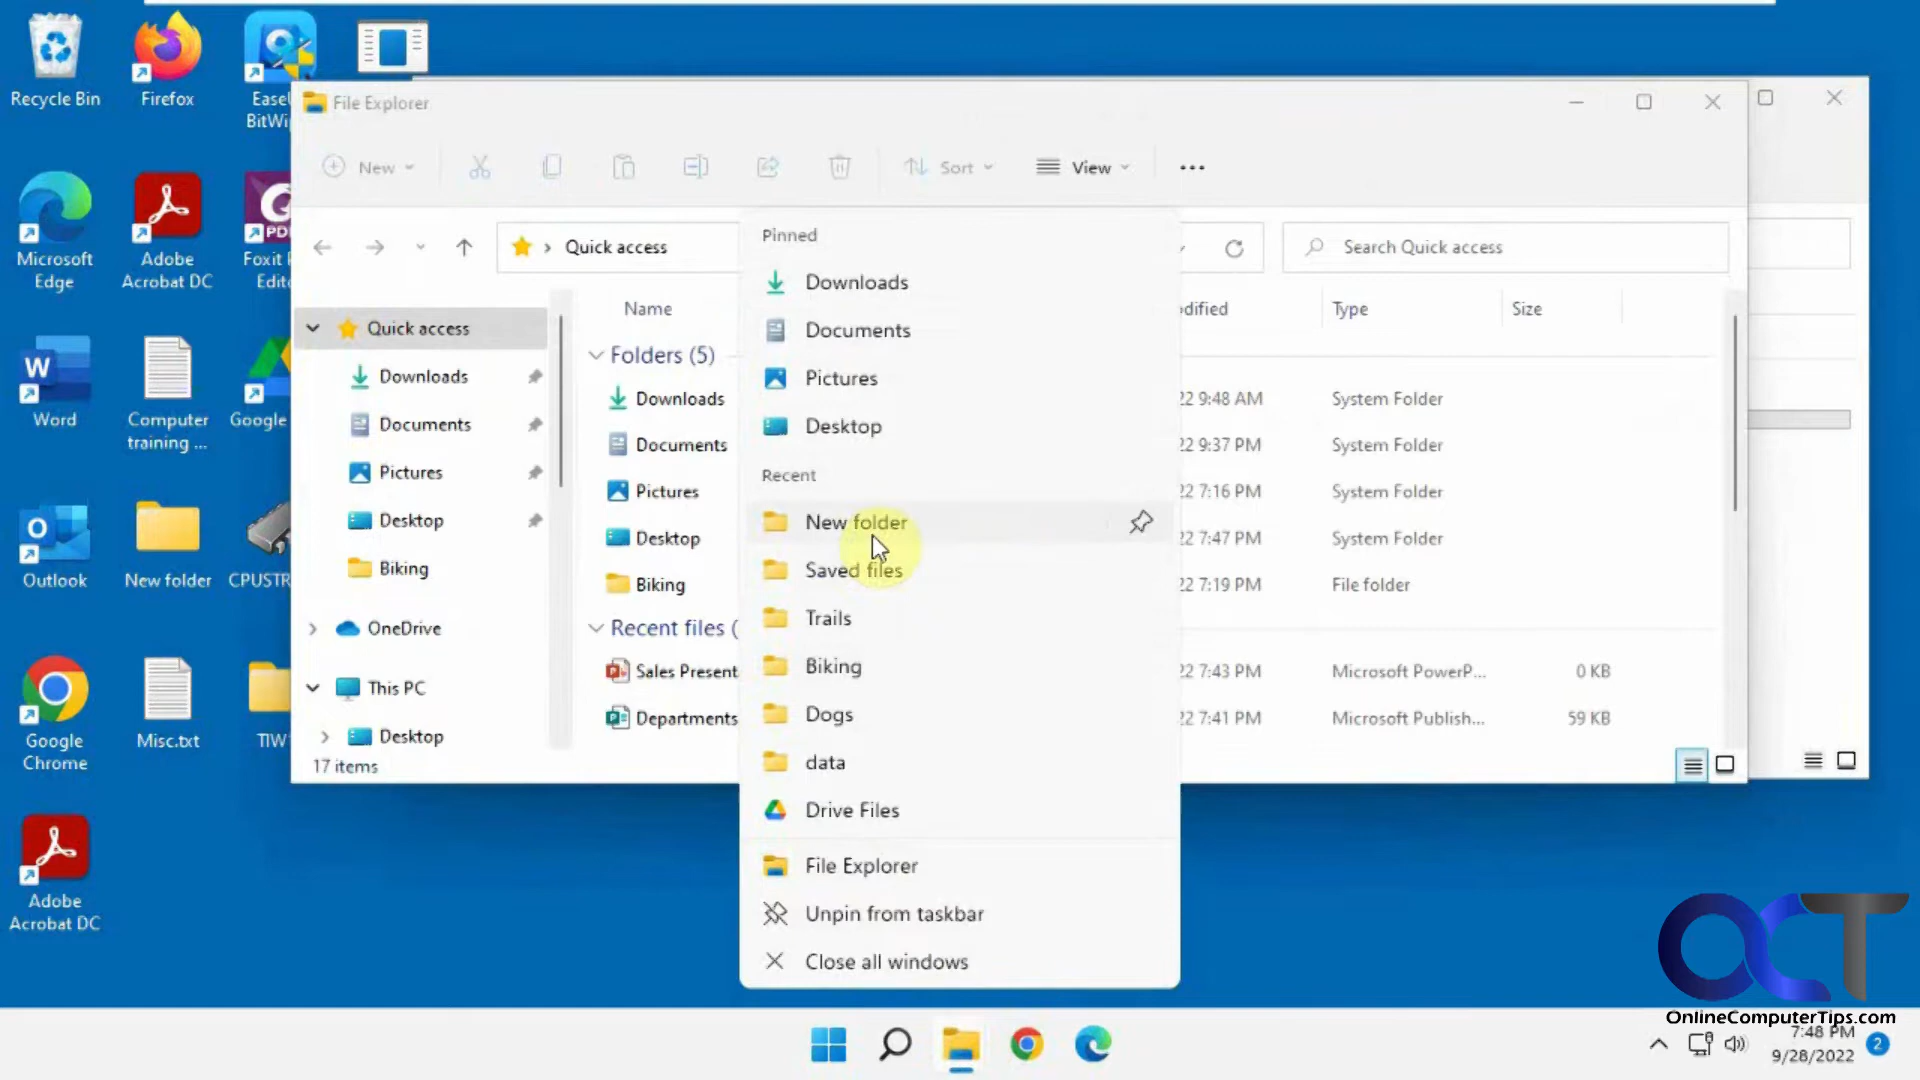 Recycle Bin
Firefox
Ease
BitWi
Microsoft
Edge
Adobe
Acrobat DC
Foxit
PDF
Edit
W
Word
Computer
training ...
Google
Outlook
New folder
CPUSTR
Google
Chrome
Misc.txt
TIW
Adobe
Acrobat DC
File Explorer
New
Sort
View
Quick access
Search Quick access
Quick access
Downloads
Documents
Pictures
Desktop
Biking
OneDrive
This PC
Desktop
17 items
Name
odified
Type
Size
Folders (5)
Downloads
22 9:48 AM
System Folder
Documents
22 9:37 PM
System Folder
Pictures
22 7:16 PM
System Folder
Desktop
22 7:47 PM
System Folder
Biking
22 7:19 PM
File folder
Recent files (
Sales Present
22 7:43 PM
Microsoft PowerP...
0 KB
Departments
22 7:41 PM
Microsoft Publish...
59 KB
Pinned
Downloads
Documents
Pictures
Desktop
Recent
New folder
Saved files
Trails
Biking
Dogs
data
Drive Files
File Explorer
Unpin from taskbar
Close all windows
OCT
OnlineComputerTips.com
7:48 PM
9/28/2022
2